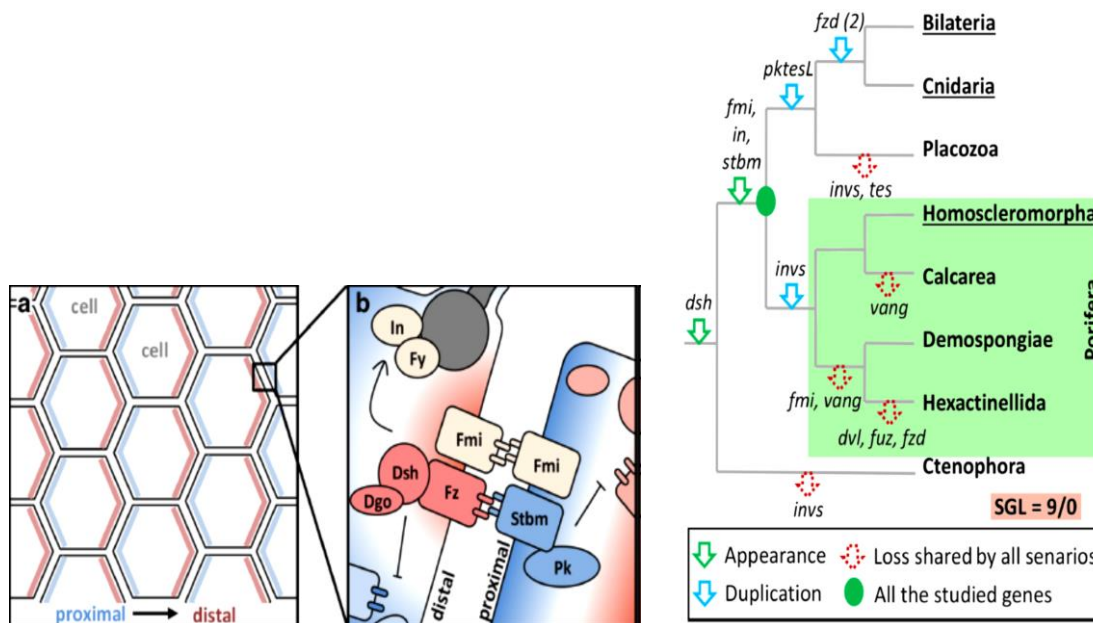 a
cell
cell
proximal
distal
b
In
Fy
Fmi
Fmi
Dsh
Fz
Dgo
Stbm
Pk
distal
proximal
fzd (2)
Bilateria
pktesL
Cnidaria
fmi,
in,
stbm
Placozoa
invs, tes
Homoscleromorpha
invs
Calcarea
dsh
vang
Porifera
Demospongiae
fmi, vang
Hexactinellida
dvl, fuz, fzd
Ctenophora
invs
SGL = 9/0
Appearance
Loss shared by all senarios
Duplication
All the studied genes